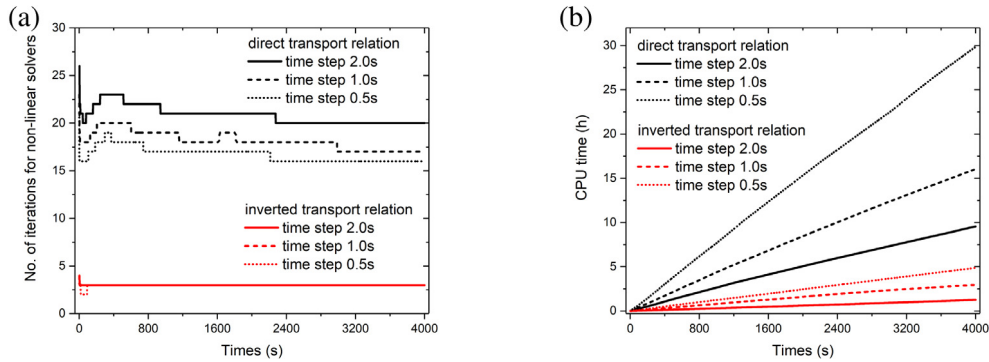 (a)
No. of iterations for non-linear solvers
30
25
20
15
10
5
0
direct transport relation
time step 2.0s
time step 1.0s
time step 0.5s
inverted transport relation
time step 2.0s
time step 1.0s
time step 0.5s
0 800 1600 2400 3200 4000
Times (s)
(b)
CPU time (h)
30
25
20
15
10
5
0
direct transport relation
time step 2.0s
time step 1.0s
time step 0.5s
inverted transport relation
time step 2.0s
time step 1.0s
time step 0.5s
0 800 1600 2400 3200 4000
Times (s)